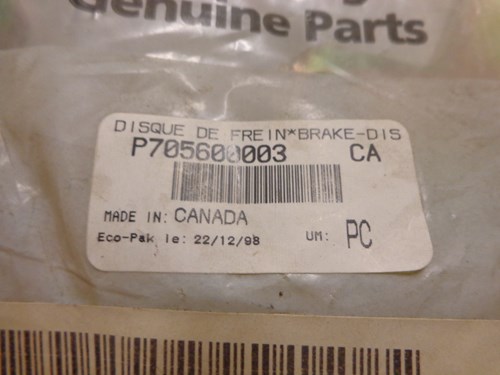 Genuine Parts
DISQUE DE FREIN*BRAKE-DIS
P705600003 CA
MADE IN: CANADA
Eco-Pak le: 22/12/98 UM: PC